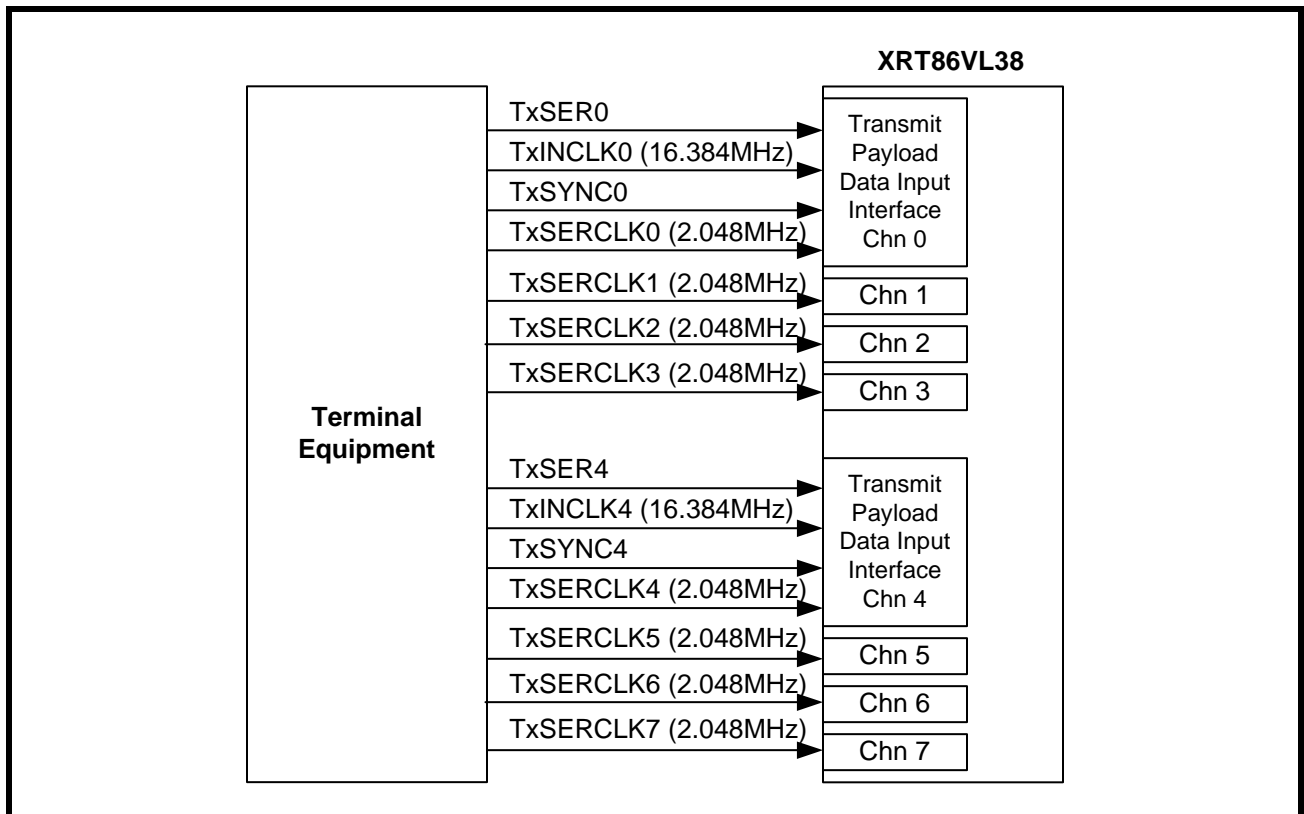 XRT86VL38
Terminal
Equipment
TxSER0
TxINCLK0 (16.384MHz)
TxSYNC0
TxSERCLK0 (2.048MHz)
TxSERCLK1 (2.048MHz)
TxSERCLK2 (2.048MHz)
TxSERCLK3 (2.048MHz)
TxSER4
TxINCLK4 (16.384MHz)
TxSYNC4
TxSERCLK4 (2.048MHz)
TxSERCLK5 (2.048MHz)
TxSERCLK6 (2.048MHz)
TxSERCLK7 (2.048MHz)
Transmit
Payload
Data Input
Interface
Chn 0
Chn 1
Chn 2
Chn 3
Transmit
Payload
Data Input
Interface
Chn 4
Chn 5
Chn 6
Chn 7